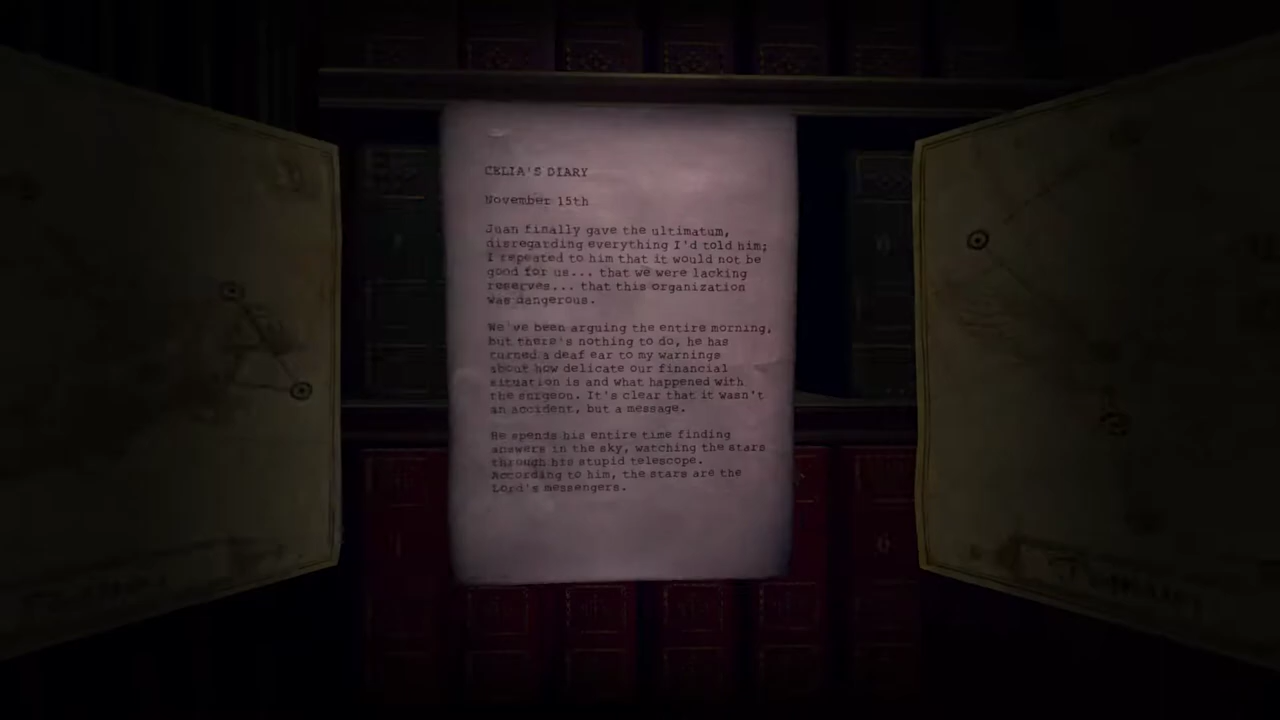 CELIA'S DIARY
November 15th
Juan finally gave the ultimatum,
disregarding everything I'd told him;
I repeated to him that it would not be
good for us... that we were lacking
reserves... that this organization
was dangerous.
We've been arguing the entire morning,
but there's nothing to do, he has
turned a deaf ear to my warnings
about how delicate our financial
situation is and what happened with
the surgeon. It's clear that it wasn't
an accident, but a message.
He spends his entire time finding
answers in the sky, watching the stars
through his stupid telescope.
According to him, the stars are the
Lord's messengers.
6